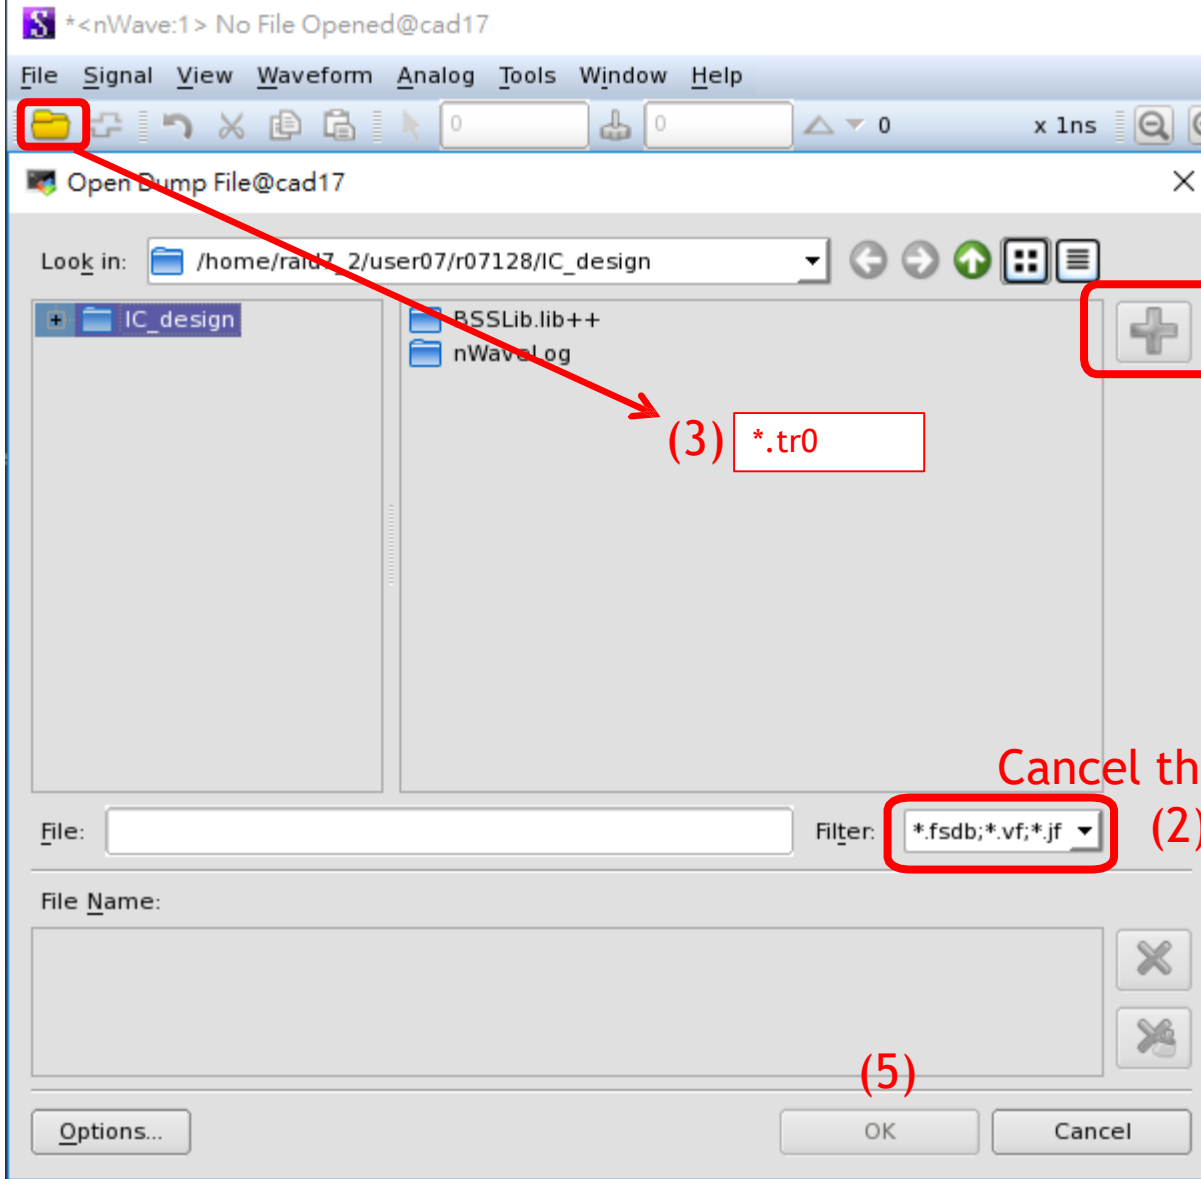 *<nWave:1> No File Opened@cad17
File Signal View Waveform Analog Tools Window Help
0 0 0 x 1ns
Open Dump File@cad17
Look in: /home/raid7_2/user07/r07128/IC_design
IC_design
BSSLib.lib++
nWaveLog
(3) *.tr0
Cancel th
(2)
File: Filter: *.fsdb;*.vf;*.jf
File Name:
(5)
Options... OK Cancel